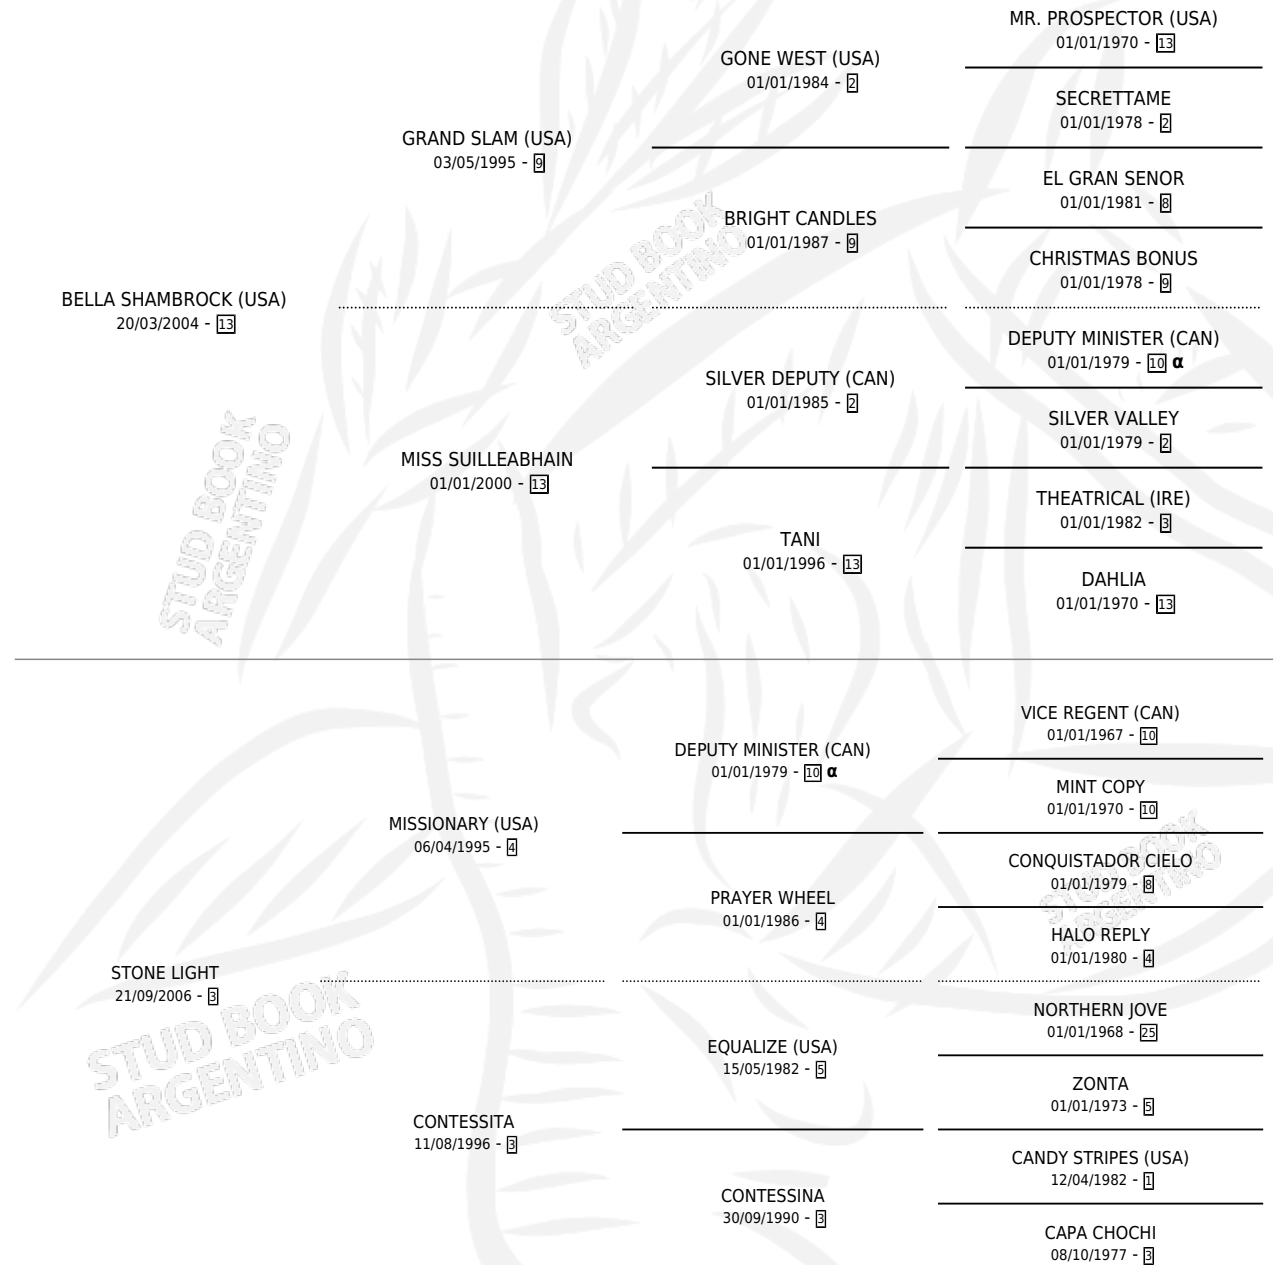 MR. PROSPECTOR (USA)
01/01/1970 - 13
GONE WEST (USA)
01/01/1984 - 2
SECRETTAME
01/01/1978 - 2
GRAND SLAM (USA)
03/05/1995 - 9
EL GRAN SENOR
01/01/1981 - 8
BRIGHT CANDLES
01/01/1987 - 9
CHRISTMAS BONUS
01/01/1978 - 9
BELLA SHAMBROCK (USA)
20/03/2004 - 13
DEPUTY MINISTER (CAN)
01/01/1979 - 10 α
SILVER DEPUTY (CAN)
01/01/1985 - 2
SILVER VALLEY
01/01/1979 - 2
MISS SUILLEABHAIN
01/01/2000 - 13
THEATRICAL (IRE)
01/01/1982 - 3
TANI
01/01/1996 - 13
DAHLIA
01/01/1970 - 13
VICE REGENT (CAN)
01/01/1967 - 10
DEPUTY MINISTER (CAN)
01/01/1979 - 10 α
MINT COPY
01/01/1970 - 10
MISSIONARY (USA)
06/04/1995 - 4
CONQUISTADOR CIELO
01/01/1979 - 8
PRAYER WHEEL
01/01/1986 - 4
HALO REPLY
01/01/1980 - 4
STONE LIGHT
21/09/2006 - 3
NORTHERN JOVE
01/01/1968 - 25
EQUALIZE (USA)
15/05/1982 - 5
ZONTA
01/01/1973 - 5
CONTESSITA
11/08/1996 - 3
CANDY STRIPES (USA)
12/04/1982 - 1
CONTESSINA
30/09/1990 - 3
CAPA CHOCHI
08/10/1977 - 3
STUD BOOK
ARGENTINO
STUD BOOK
ARGENTINO
STUD BOOK
ARGENTINO
STUD BOOK
ARGENTINO